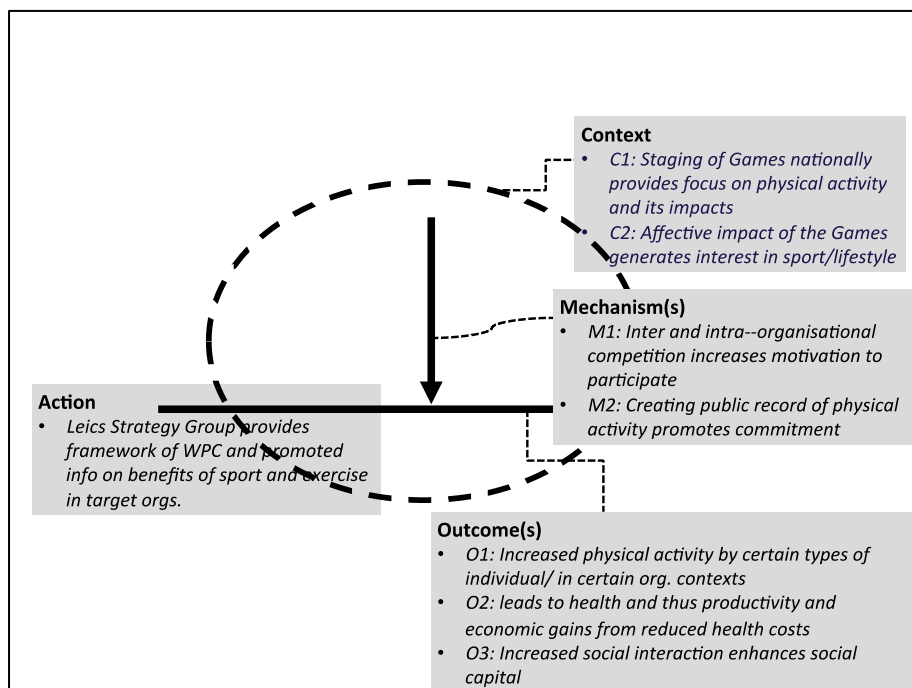 Context
• C1: Staging of Games nationally
provides focus on physical activity
and its impacts
• C2: Affective impact of the Games
generates interest in sport/lifestyle
Mechanism(s)
• M1: Inter and intra--organisational
competition increases motivation to
participate
• M2: Creating public record of physical
activity promotes commitment
Action
• Leics Strategy Group provides
framework of WPC and promoted
info on benefits of sport and exercise
in target orgs.
Outcome(s)
• O1: Increased physical activity by certain types of
individual/ in certain org. contexts
• O2: leads to health and thus productivity and
economic gains from reduced health costs
• O3: Increased social interaction enhances social
capital